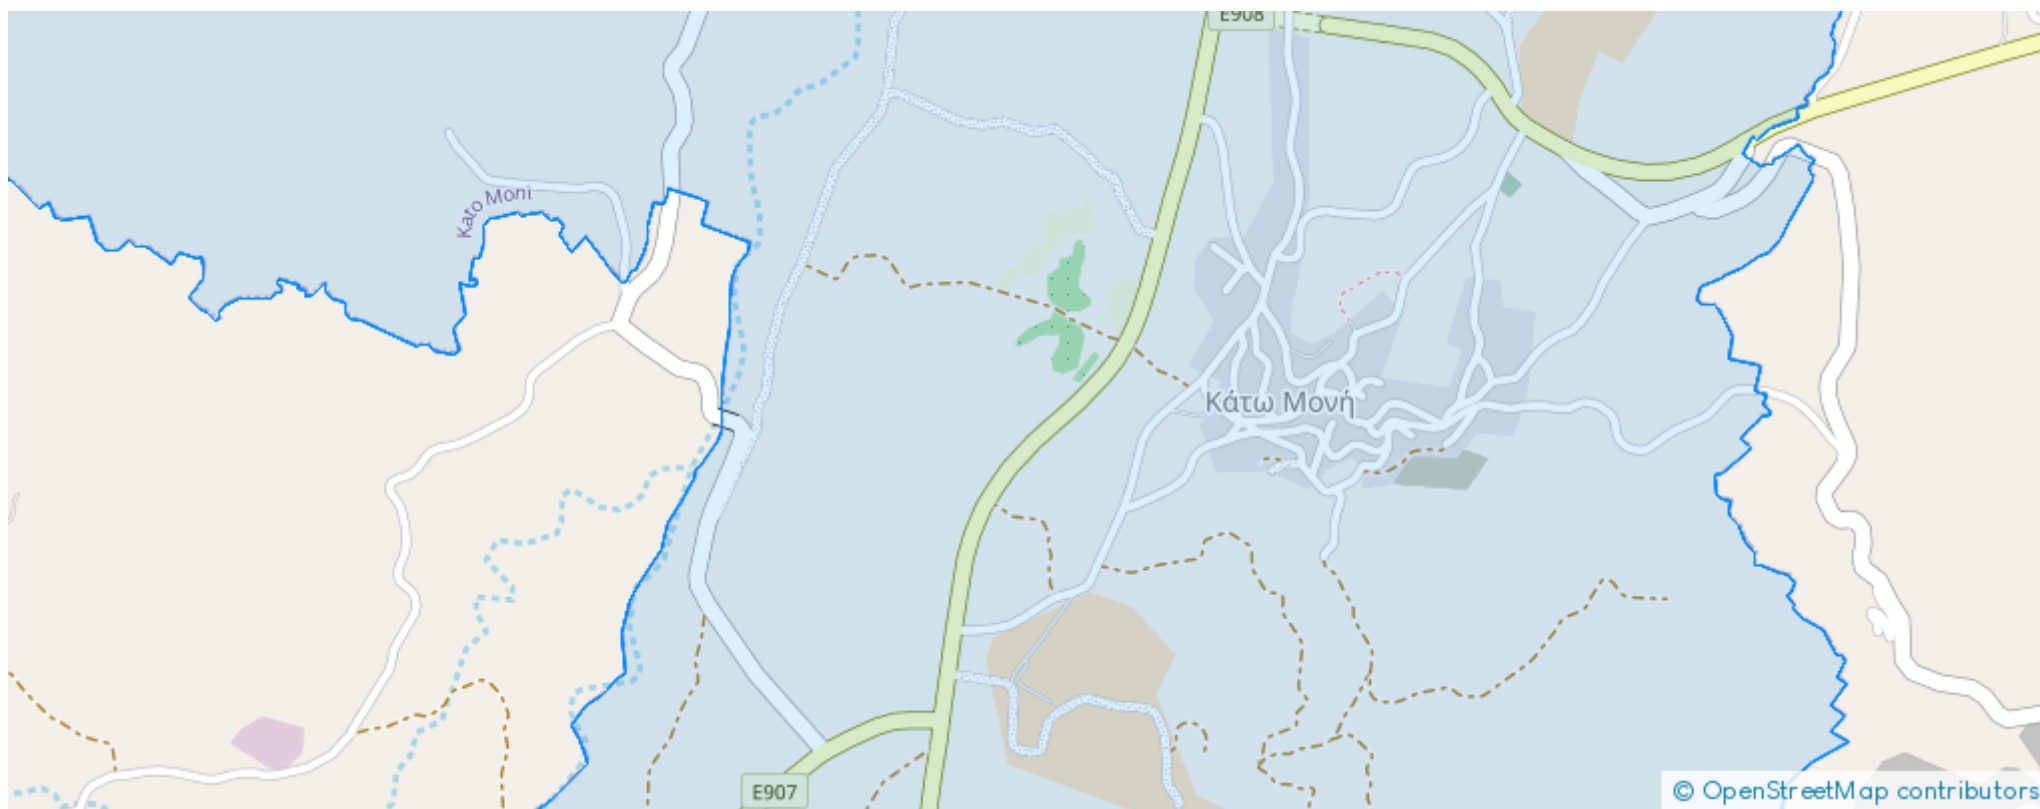 E908
Kato Moni
Κάτω Μονή
E907
© OpenStreetMap contributors